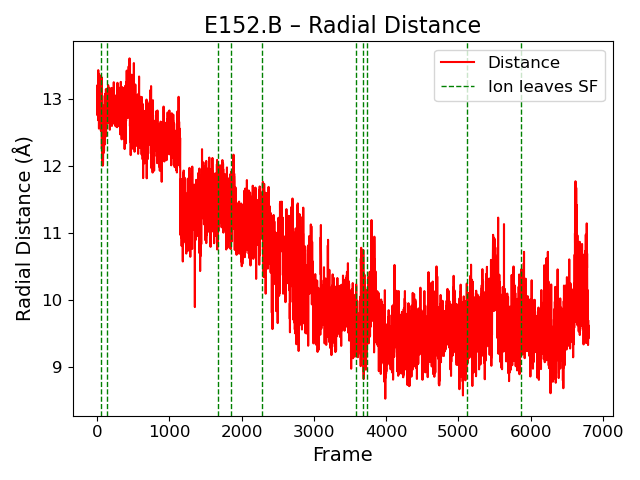 E152.B – Radial Distance
Distance
Ion leaves SF
Radial Distance (Å)
13
12
11
10
9
0 1000 2000 3000 4000 5000 6000 7000
Frame